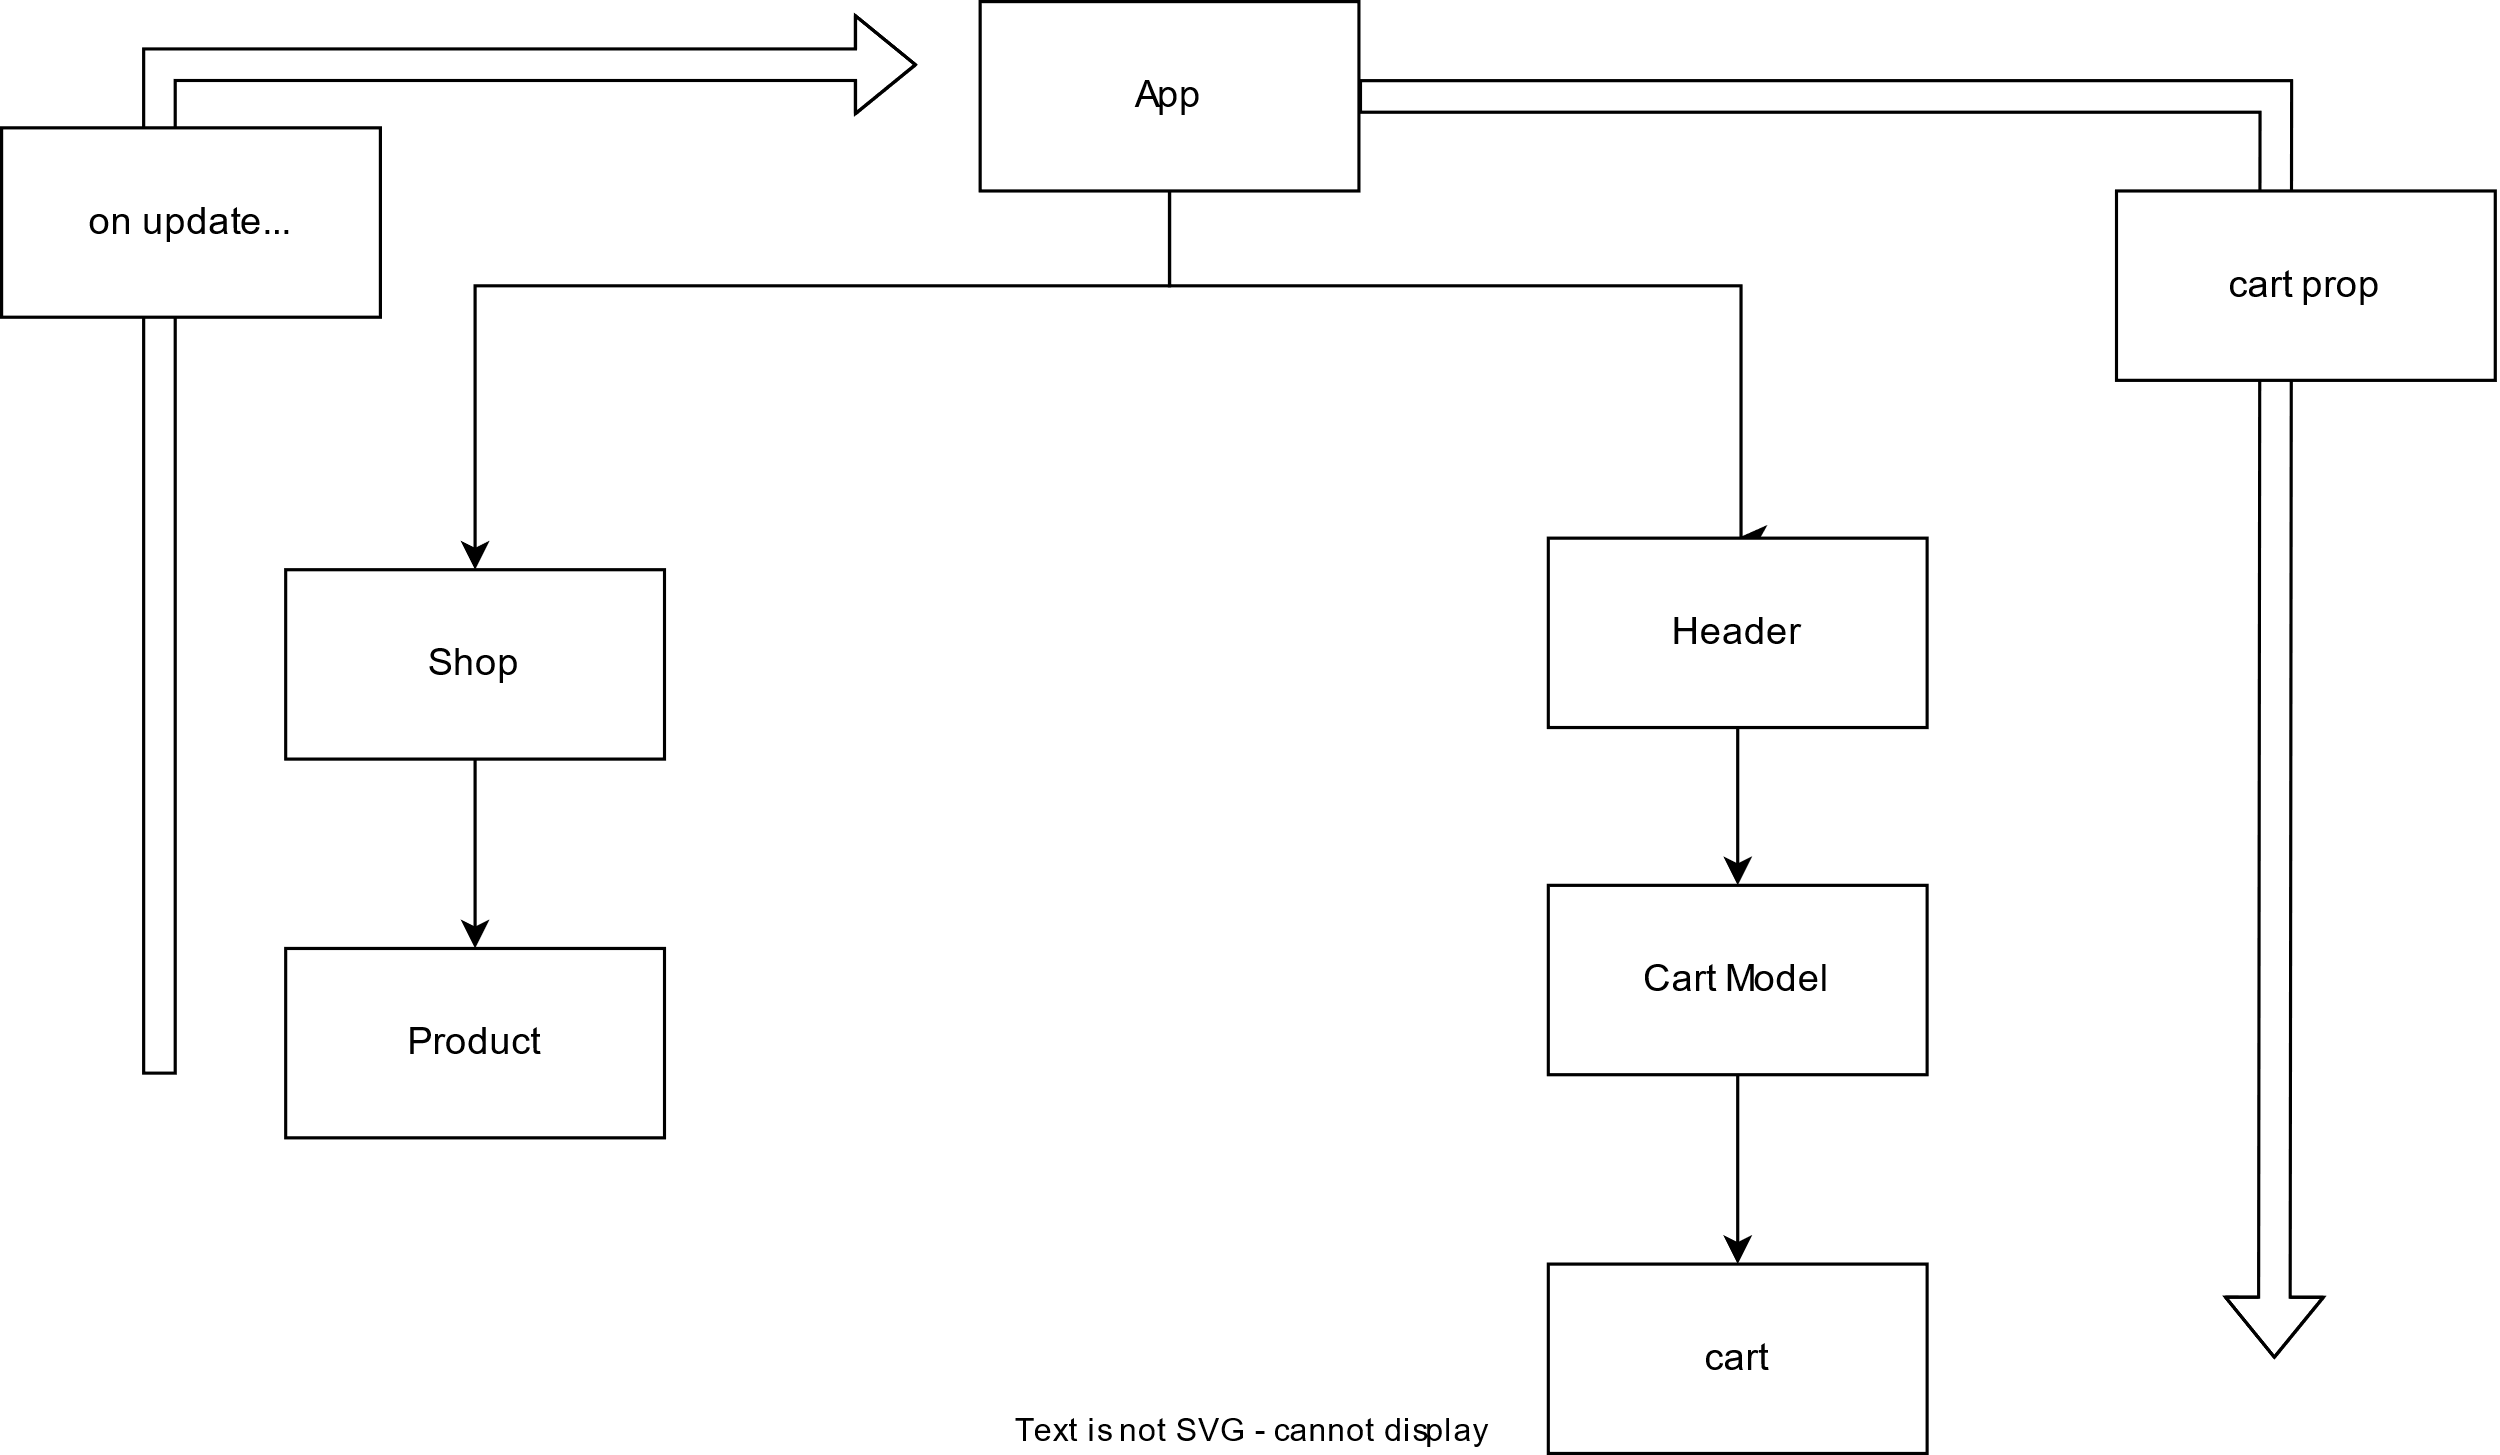 App
on update...
cart prop
Header
Shop
Cart Model
Product
cart
Text is not SVG - cannot display